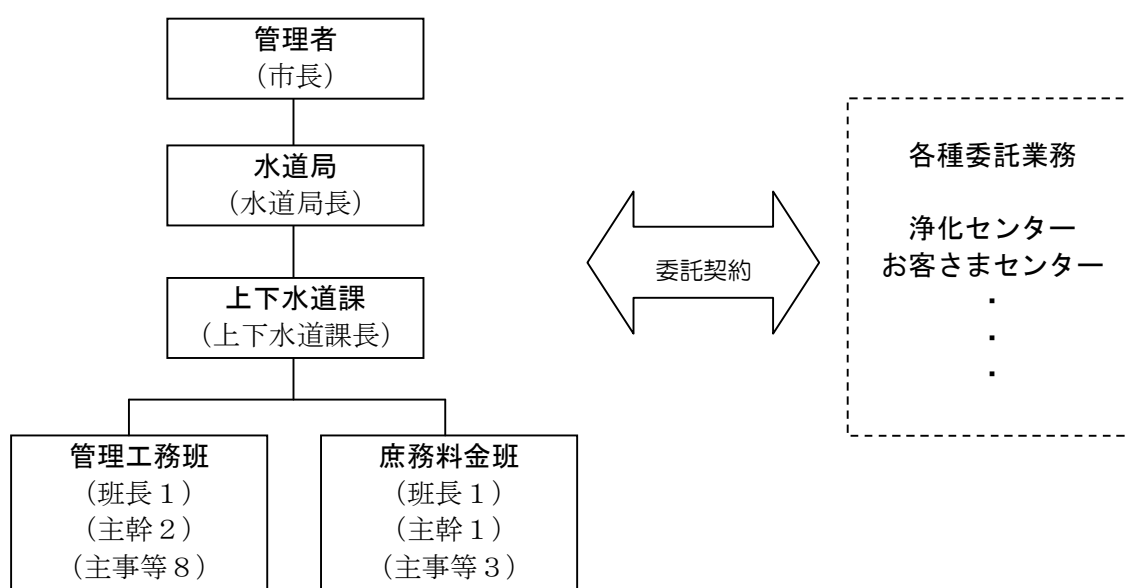 管理者
（市長）
水道局
（水道局長）
上下水道課
（上下水道課長）
管理工務班
（班長１）
（主幹２）
（主事等８）
庶務料金班
（班長１）
（主幹１）
（主事等３）
委託契約
各種委託業務
浄化センター
お客さまセンター
・
・
・